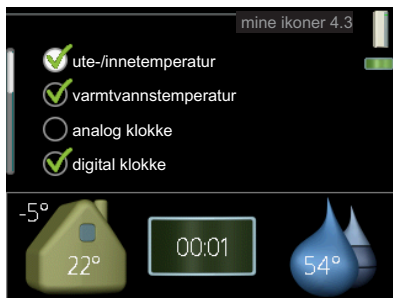 mine ikoner 4.3
ute-/innetemperatur
varmtvannstemperatur
analog klokke
digital klokke
-5°
22°
00:01
54°